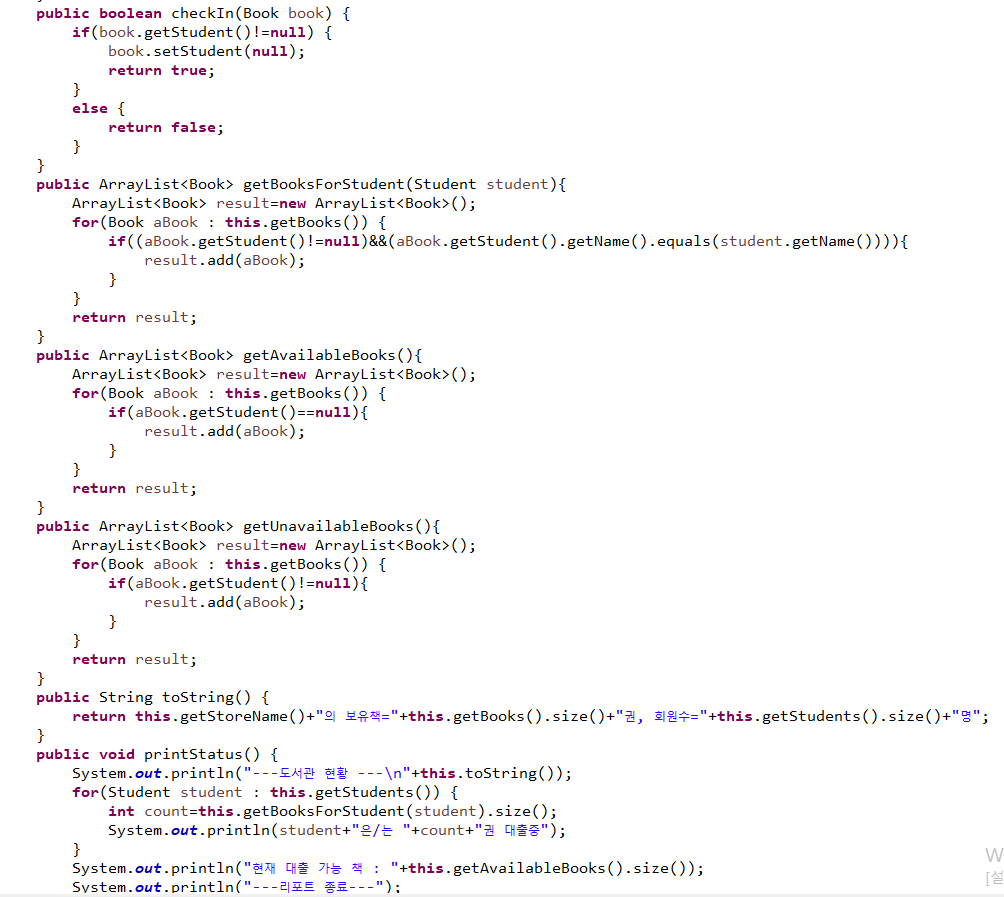 public boolean checkIn(Book book) {
if(book.getStudent()!=null) {
book.setStudent(null);
return true;
}
else {
return false;
}
}
public ArrayList<Book> getBooksForStudent(Student student){
ArrayList<Book> result=new ArrayList<Book>();
for(Book aBook : this.getBooks()) {
if((aBook.getStudent()!=null)&&(aBook.getStudent().getName().equals(student.getName()))){
result.add(aBook);
}
}
return result;
}
public ArrayList<Book> getAvailableBooks(){
ArrayList<Book> result=new ArrayList<Book>();
for(Book aBook : this.getBooks()) {
if(aBook.getStudent()==null){
result.add(aBook);
}
}
return result;
}
public ArrayList<Book> getUnavailableBooks(){
ArrayList<Book> result=new ArrayList<Book>();
for(Book aBook : this.getBooks()) {
if(aBook.getStudent()!=null){
result.add(aBook);
}
}
return result;
}
public String toString() {
return this.getStoreName()+"의 보유책="+this.getBooks().size()+"권, 회원수="+this.getStudents().size()+"명";
}
public void printStatus() {
System.out.println("---도서관 현황 ---\n"+this.toString());
for(Student student : this.getStudents()) {
int count=this.getBooksForStudent(student).size();
System.out.println(student+"은/는 "+count+"권 대출중");
}
System.out.println("현재 대출 가능 책 : "+this.getAvailableBooks().size());
System.out.println("---리포트 종료---");
W
[설